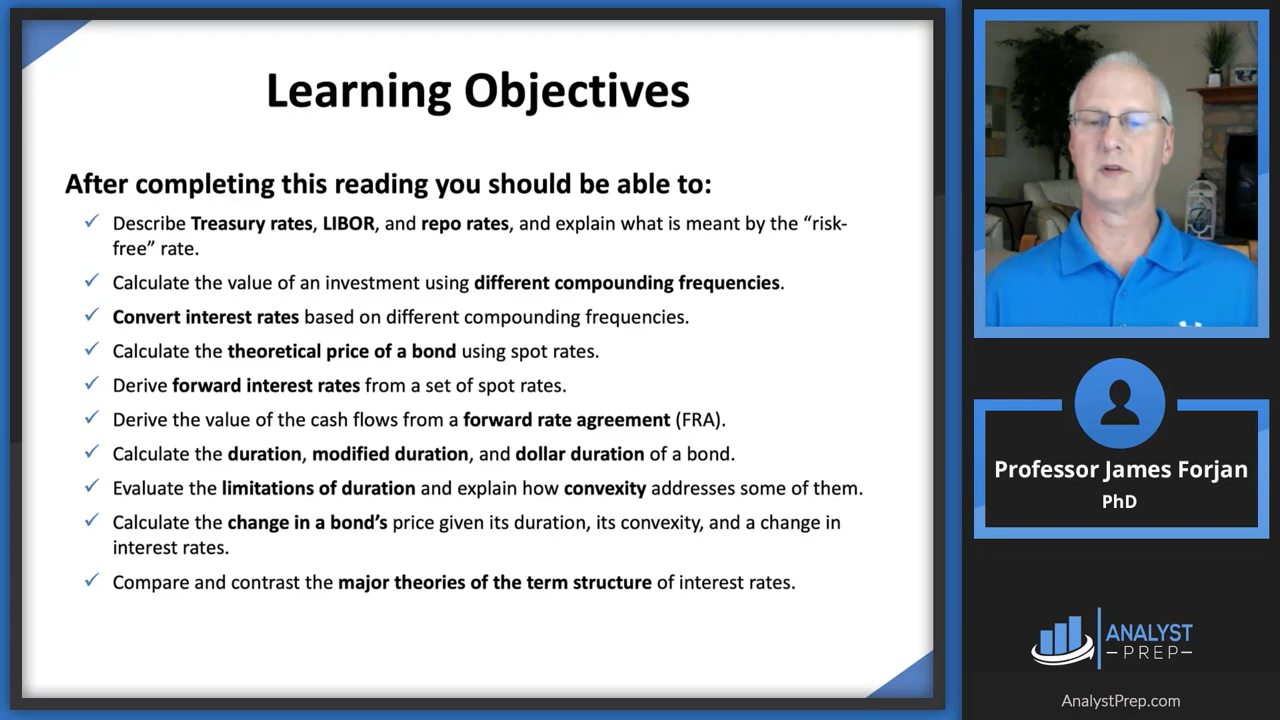 Learning Objectives
After completing this reading you should be able to:
✓ Describe Treasury rates, LIBOR, and repo rates, and explain what is meant by the “risk-
free” rate.
✓ Calculate the value of an investment using different compounding frequencies.
✓ Convert interest rates based on different compounding frequencies.
✓ Calculate the theoretical price of a bond using spot rates.
✓ Derive forward interest rates from a set of spot rates.
✓ Derive the value of the cash flows from a forward rate agreement (FRA).
✓ Calculate the duration, modified duration, and dollar duration of a bond.
✓ Evaluate the limitations of duration and explain how convexity addresses some of them.
✓ Calculate the change in a bond’s price given its duration, its convexity, and a change in
interest rates.
✓ Compare and contrast the major theories of the term structure of interest rates.
Professor James Forjan
PhD
ANALYST
PREP
AnalystPrep.com